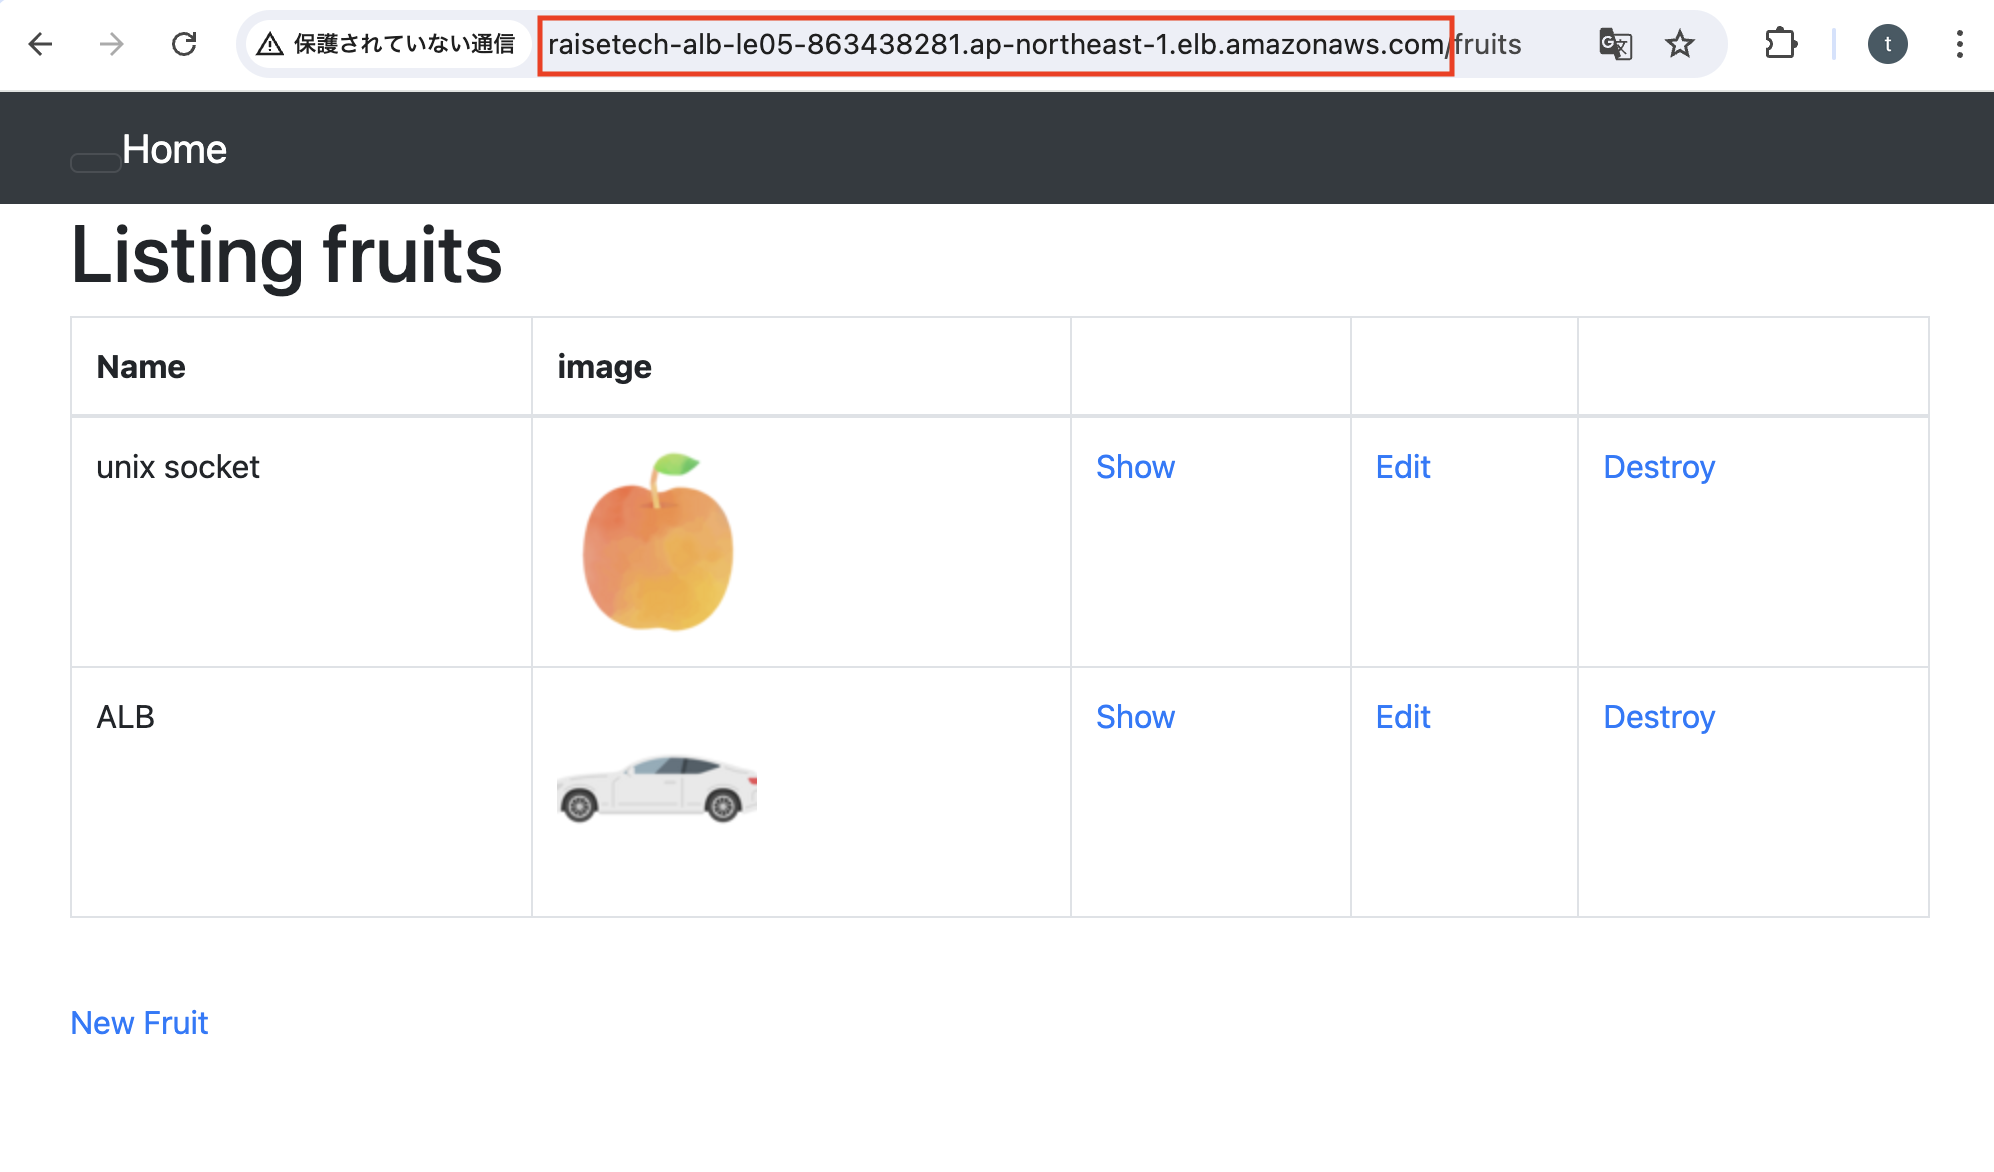 保護されていない通信 raisetech-alb-le05-863438281.ap-northeast-1.elb.amazonaws.com/fruits t
Home
Listing fruits
Name image
unix socket Show Edit Destroy
ALB Show Edit Destroy
New Fruit